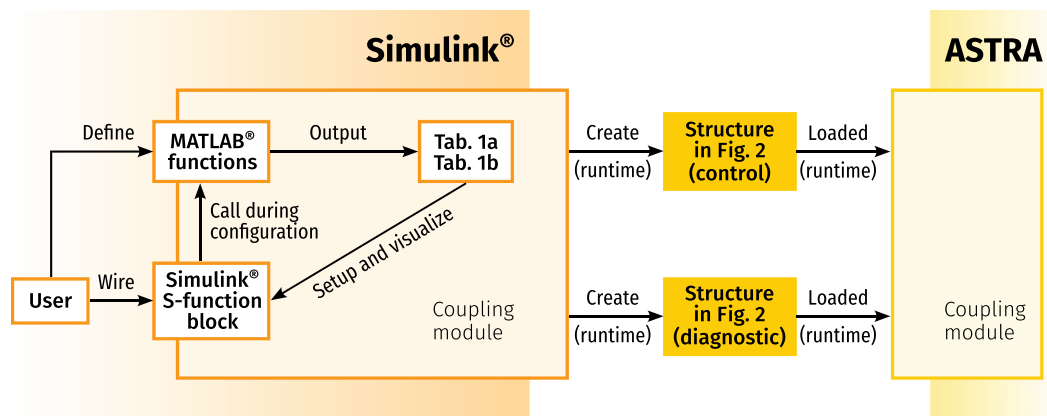 Simulink®
ASTRA
Define
MATLAB®
functions
Output
Tab. 1a
Tab. 1b
Create
(runtime)
Structure
in Fig. 2
(control)
Loaded
(runtime)
Call during
configuration
Setup and visualize
User
Wire
Simulink®
S-function
block
Coupling
module
Create
(runtime)
Structure
in Fig. 2
(diagnostic)
Loaded
(runtime)
Coupling
module